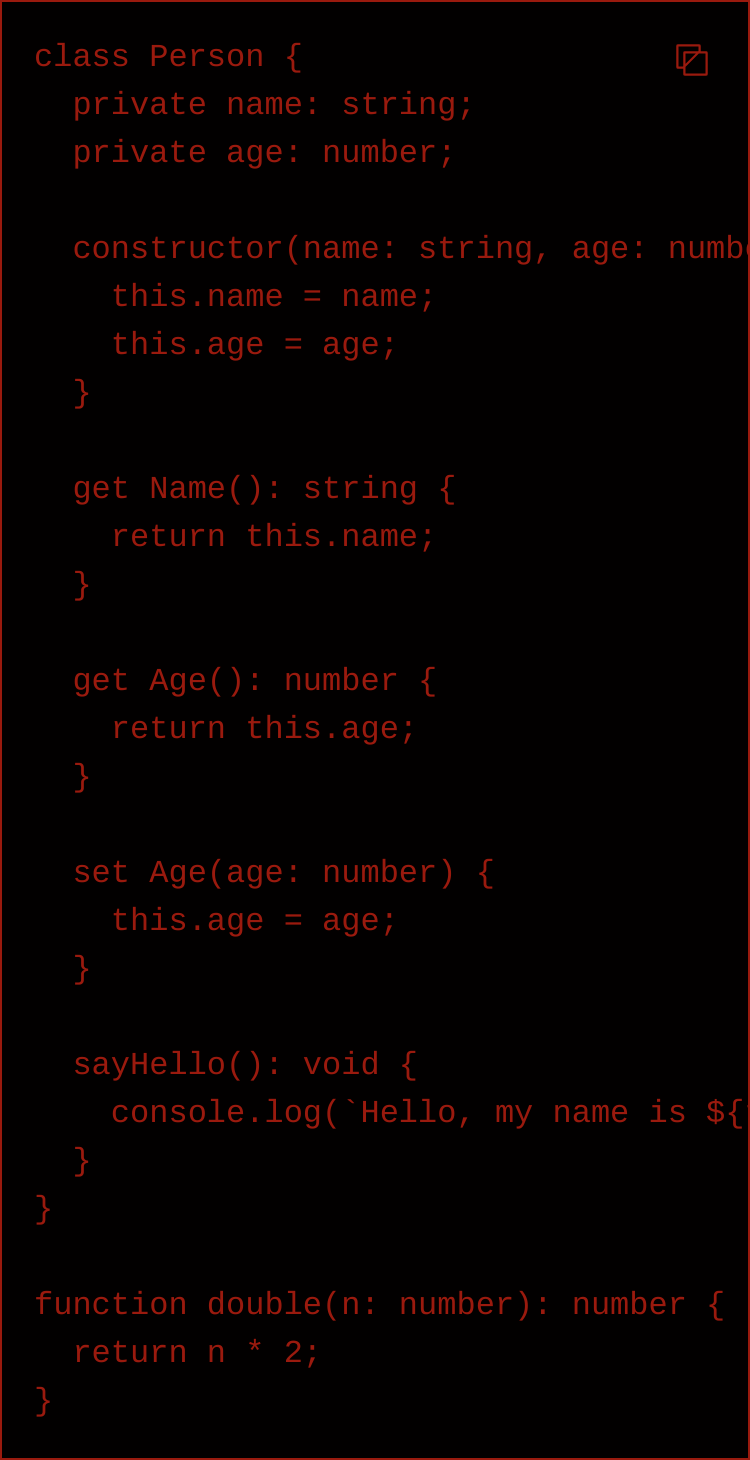 class Person {
  private name: string;
  private age: number;

  constructor(name: string, age: numb
    this.name = name;
    this.age = age;
  }

  get Name(): string {
    return this.name;
  }

  get Age(): number {
    return this.age;
  }

  set Age(age: number) {
    this.age = age;
  }

  sayHello(): void {
    console.log(`Hello, my name is ${
  }
}

function double(n: number): number {
  return n * 2;
}